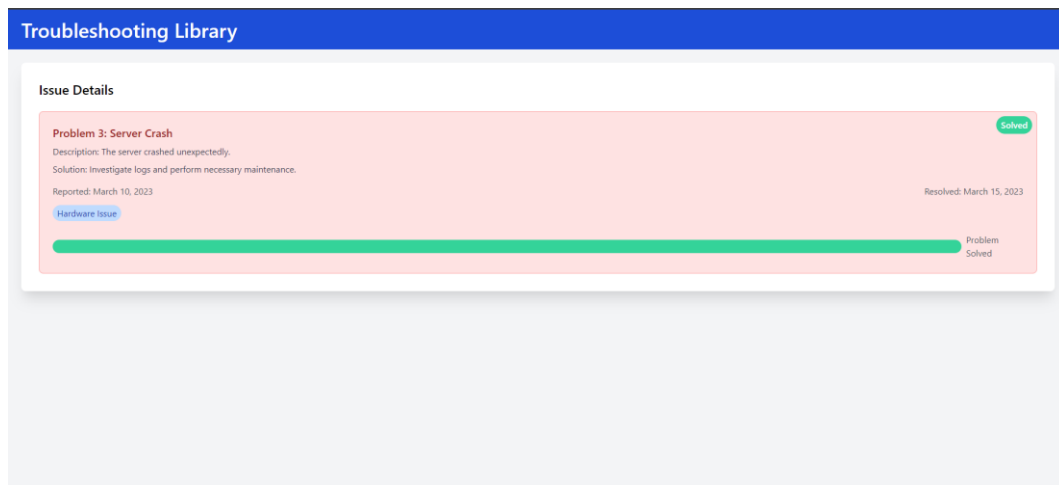 Troubleshooting Library
Issue Details
Problem 3: Server Crash
Solved
Description: The server crashed unexpectedly.
Solution: Investigate logs and perform necessary maintenance.
Reported: March 10, 2023
Resolved: March 15, 2023
Hardware Issue
Problem
Solved